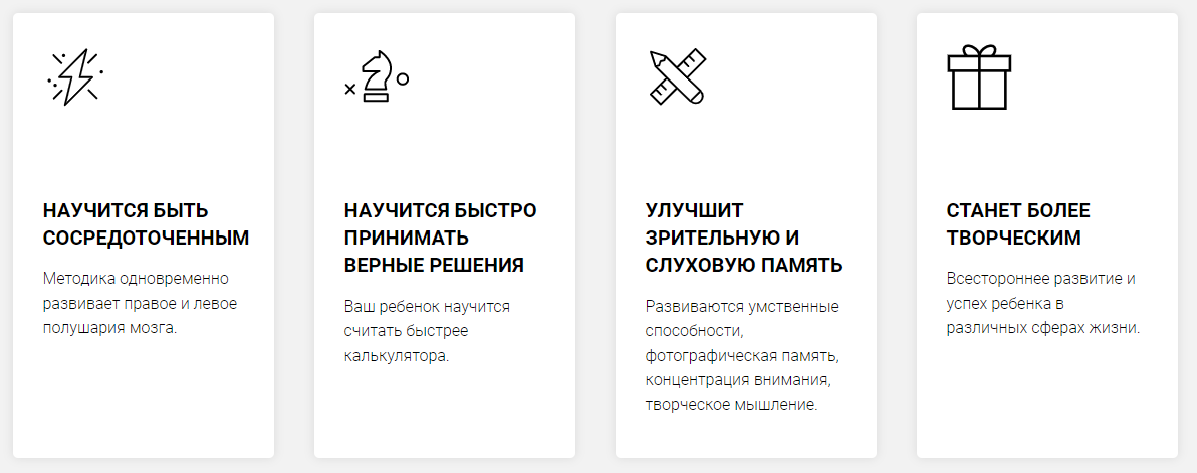 НАУЧИТСЯ БЫТЬ
СОСРЕДОТОЧЕННЫМ
Методика одновременно
развивает правое и левое
полушария мозга.
НАУЧИТСЯ БЫСТРО
ПРИНИМАТЬ
ВЕРНЫЕ РЕШЕНИЯ
Ваш ребенок научится
считать быстрее
калькулятора.
УЛУЧШИТ
ЗРИТЕЛЬНУЮ И
СЛУХОВУЮ ПАМЯТЬ
Развиваются умственные
способности,
фотографическая память,
концентрация внимания,
творческое мышление.
СТАНЕТ БОЛЕЕ
ТВОРЧЕСКИМ
Всестороннее развитие и
успех ребенка в
различных сферах жизни.